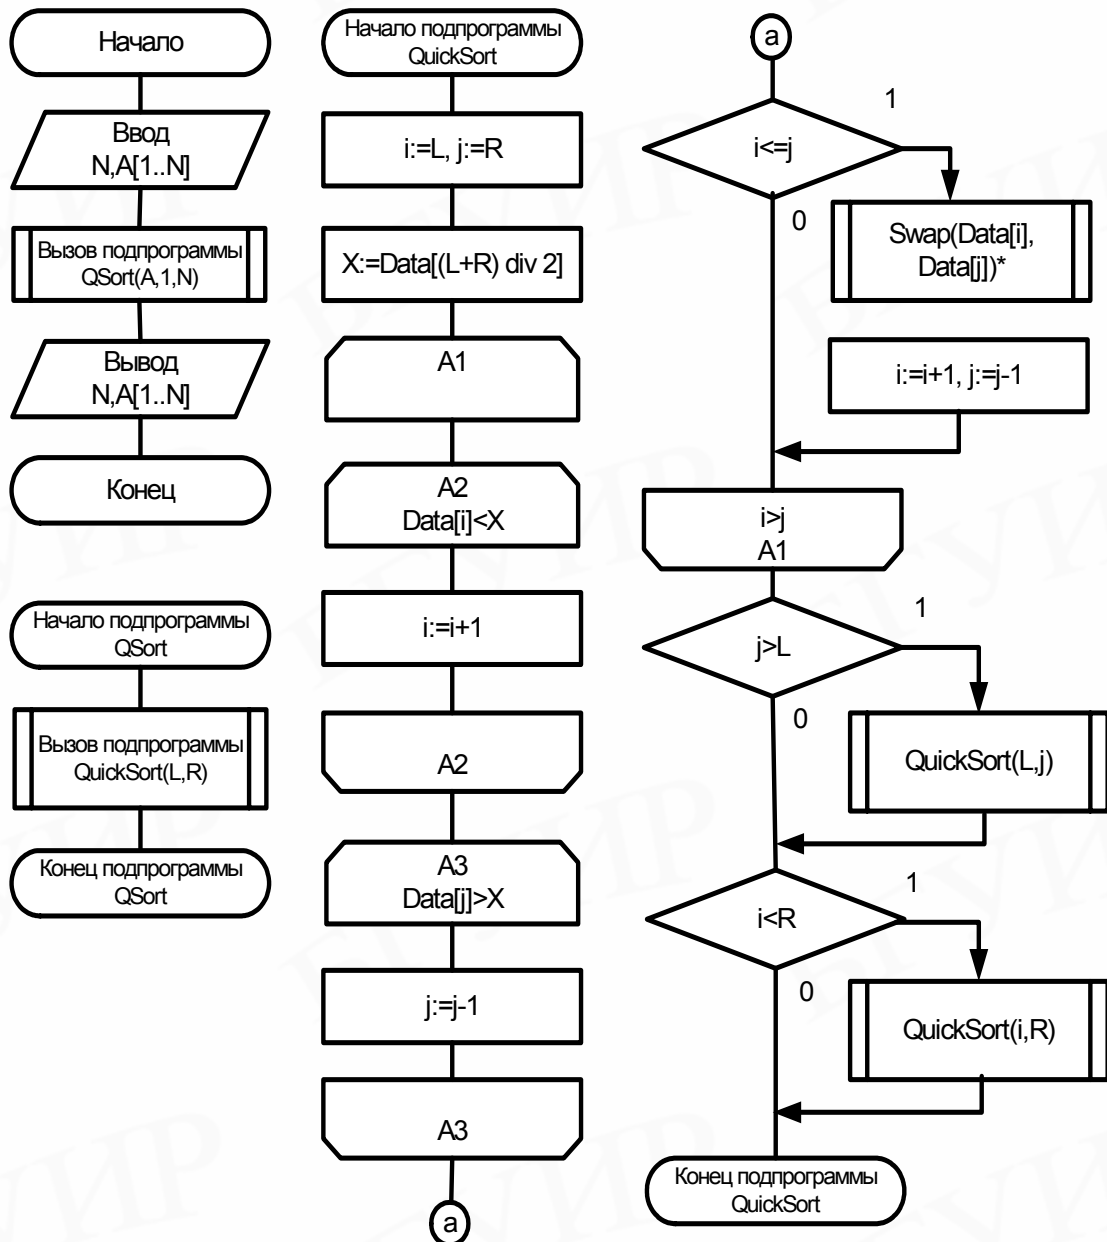 Начало
Ввод
N,A[1..N]
Вызов подпрограммы
QSort(A,1,N)
Вывод
N,A[1..N]
Конец
Начало подпрограммы
QSort
Вызов подпрограммы
QuickSort(L,R)
Конец подпрограммы
QSort
Начало подпрограммы
QuickSort
i:=L, j:=R
X:=Data[(L+R) div 2]
A1
A2
Data[i]<X
i:=i+1
A2
A3
Data[j]>X
j:=j-1
A3
a
a
i<=j
1
0
Swap(Data[i],
Data[j])*
i:=i+1, j:=j-1
i>j
A1
j>L
1
0
QuickSort(L,j)
i<R
1
0
QuickSort(i,R)
Конец подпрограммы
QuickSort
БГУИР